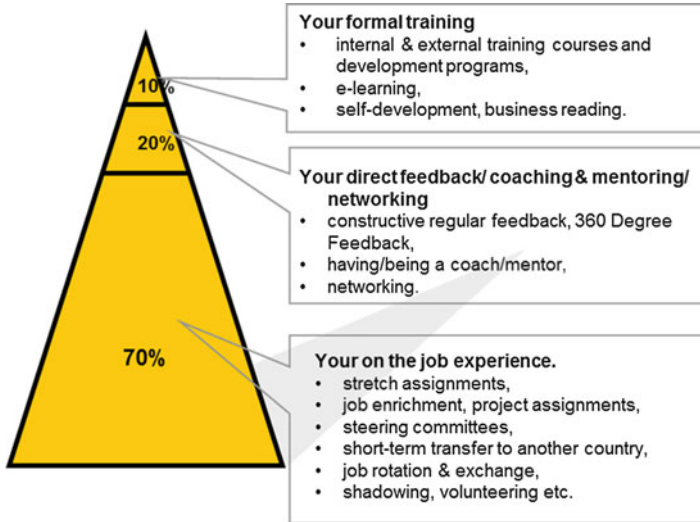 Your formal training
• internal & external training courses and
development programs,
• e-learning,
• self-development, business reading.
10%
20%
Your direct feedback/ coaching & mentoring/
networking
• constructive regular feedback, 360 Degree
Feedback,
• having/being a coach/mentor,
• networking.
70%
Your on the job experience.
• stretch assignments,
• job enrichment, project assignments,
• steering committees,
• short-term transfer to another country,
• job rotation & exchange,
• shadowing, volunteering etc.